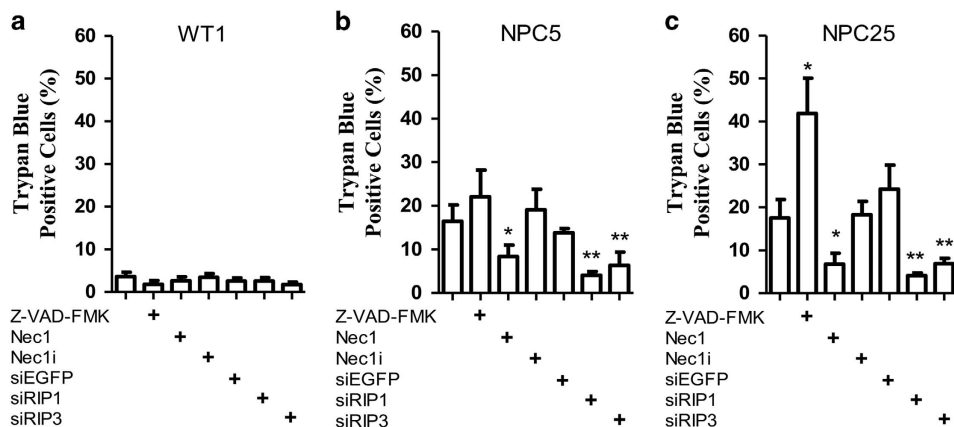 a
WT1
Trypan Blue
Positive Cells (%)
60
50
40
30
20
10
0
Z-VAD-FMK +
Nec1 +
Nec1i +
siEGFP +
siRIP1 +
siRIP3 +
b
NPC5
Trypan Blue
Positive Cells (%)
60
50
40
30
20
10
0
*
**
**
Z-VAD-FMK +
Nec1 +
Nec1i +
siEGFP +
siRIP1 +
siRIP3 +
c
NPC25
Trypan Blue
Positive Cells (%)
60
50
40
30
20
10
0
*
*
**
**
Z-VAD-FMK +
Nec1 +
Nec1i +
siEGFP +
siRIP1 +
siRIP3 +